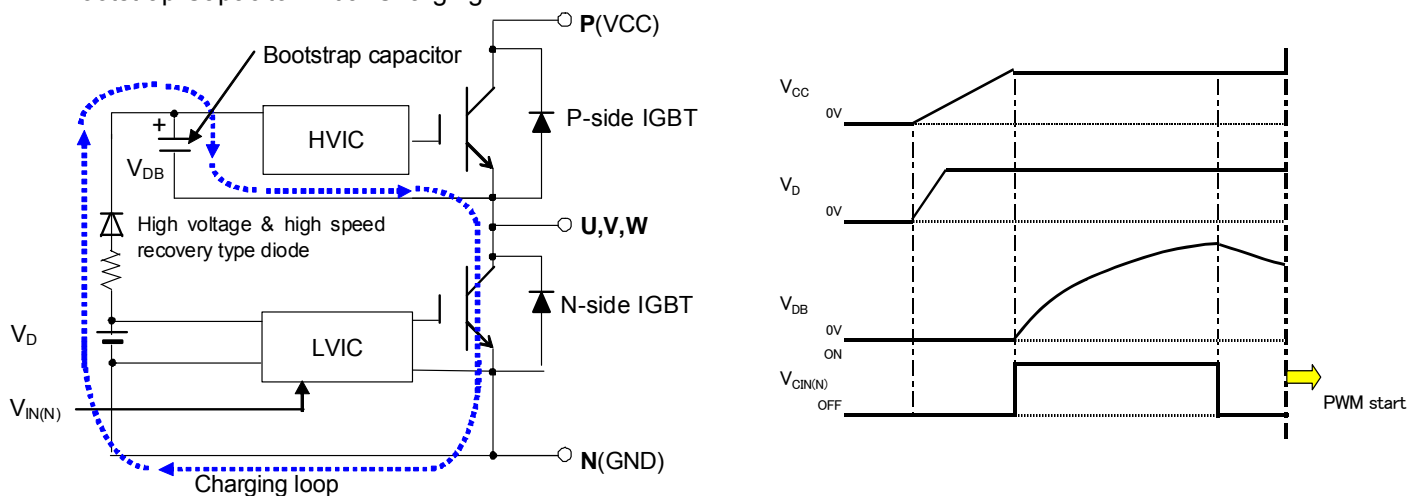 P(VCC)
Bootstrap capacitor
+
HVIC
P-side IGBT
VDB
High voltage & high speed
recovery type diode
U,V,W
N-side IGBT
VD
LVIC
VIN(N)
N(GND)
Charging loop
VCC
0V
VD
0V
VDB
0V
ON
VCIN(N)
OFF
PWM start